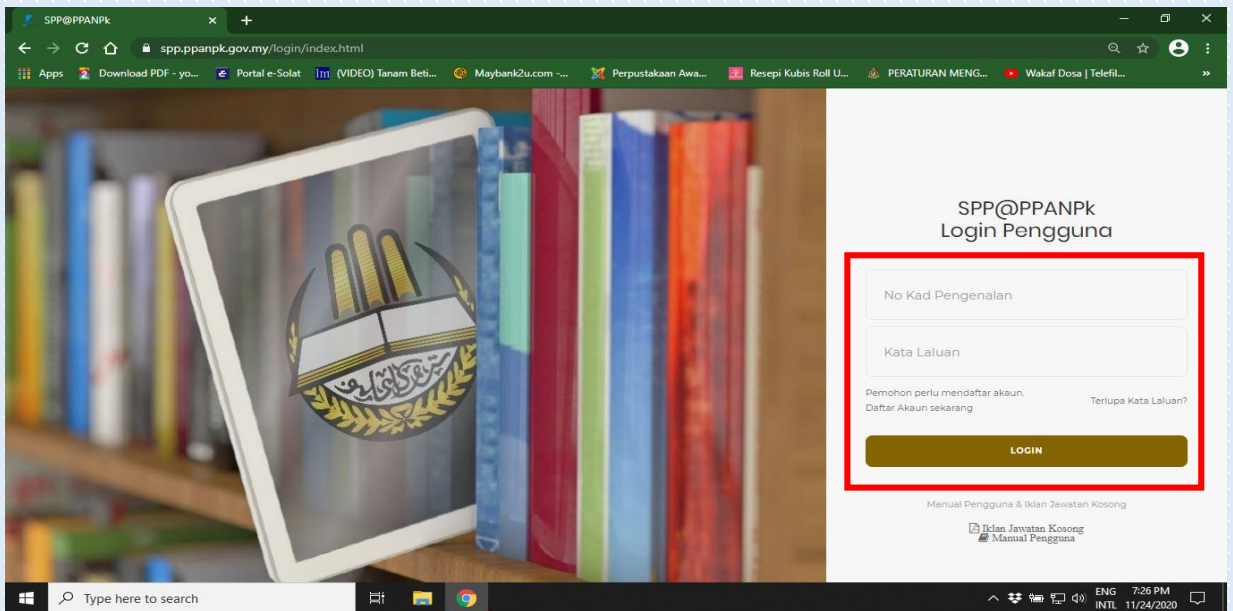 SPP@PPANPk
spp.ppanpk.gov.my/login/index.html
Apps Download PDF - yo... Portal e-Solat (VIDEO) Tanam Beti... Maybank2u.com -... Perpustakaan Awa... Resepi Kubis Roll U... PERATURAN MENG... Wakaf Dosa | Telefil... »
SPP@PPANPk
Login Pengguna
No Kad Pengenalan
Kata Laluan
Pemohon perlu mendaftar akaun.
Daftar Akaun sekarang
Terlupa Kata Laluan?
LOGIN
Manual Pengguna & Iklan Jawatan Kosong
Iklan Jawatan Kosong
Manual Pengguna
Type here to search
ENG 7:26 PM
INTL 11/24/2020